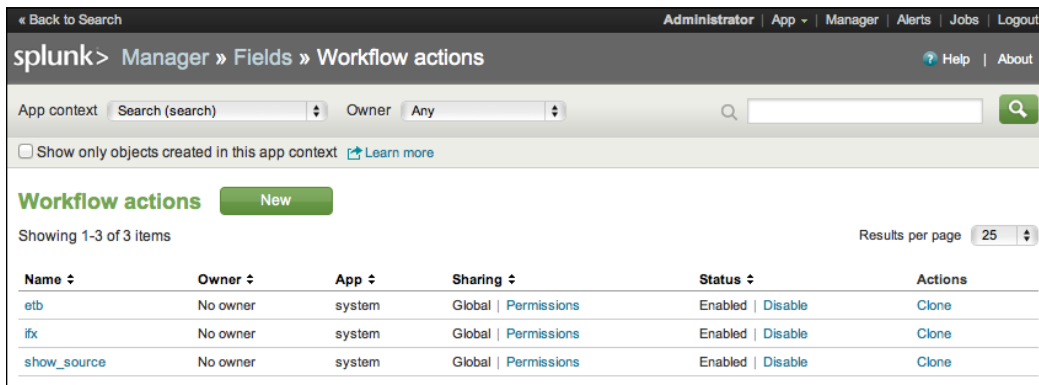 « Back to Search Administrator | App | Manager | Alerts | Jobs | Logout
splunk> Manager » Fields » Workflow actions ? Help | About
App context Search (search) Owner Any
Show only objects created in this app context Learn more
Workflow actions New
Showing 1-3 of 3 items Results per page 25
Name Owner App Sharing Status Actions
etb No owner system Global | Permissions Enabled | Disable Clone
ifx No owner system Global | Permissions Enabled | Disable Clone
show_source No owner system Global | Permissions Enabled | Disable Clone